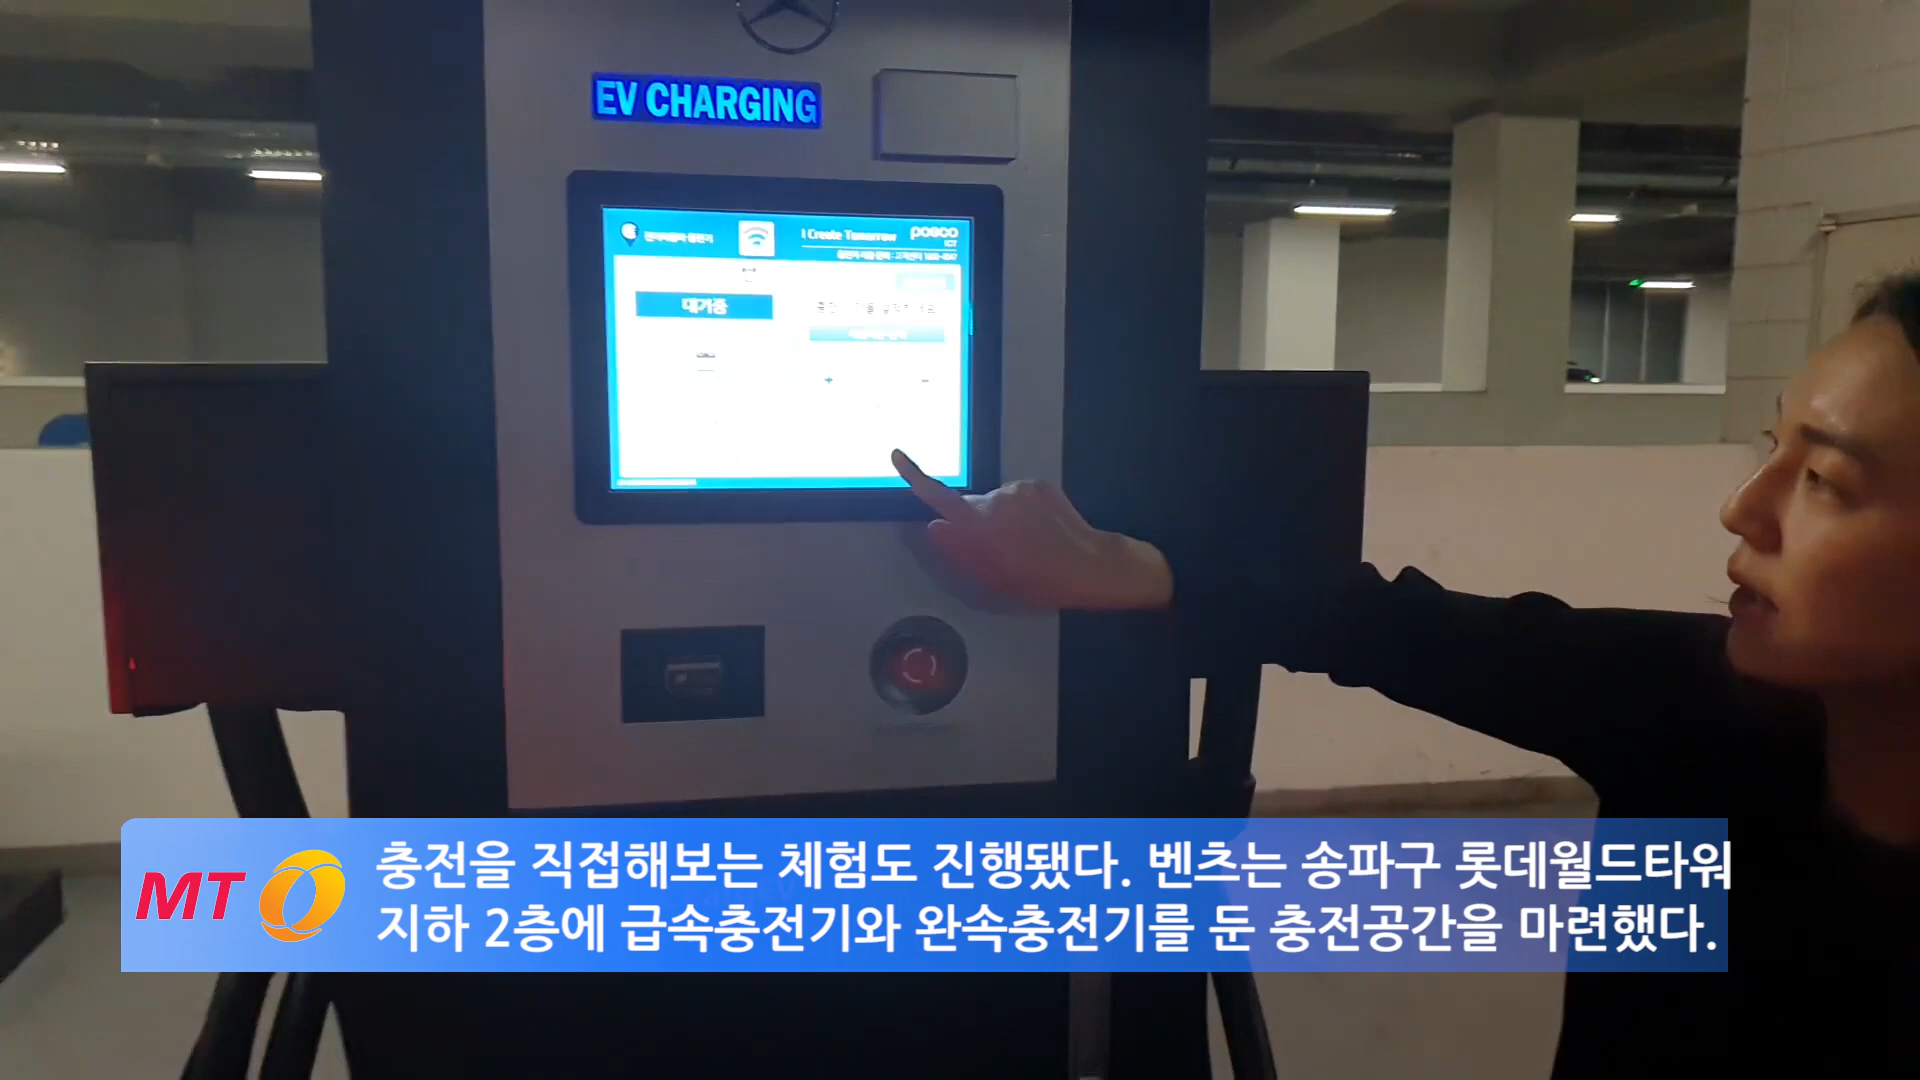 EV CHARGING
I Create Tomorrow
posco
ICT
대기중
MT
충전을 직접해보는 체험도 진행됐다. 벤츠는 송파구 롯데월드타워
지하 2층에 급속충전기와 완속충전기를 둔 충전공간을 마련했다.